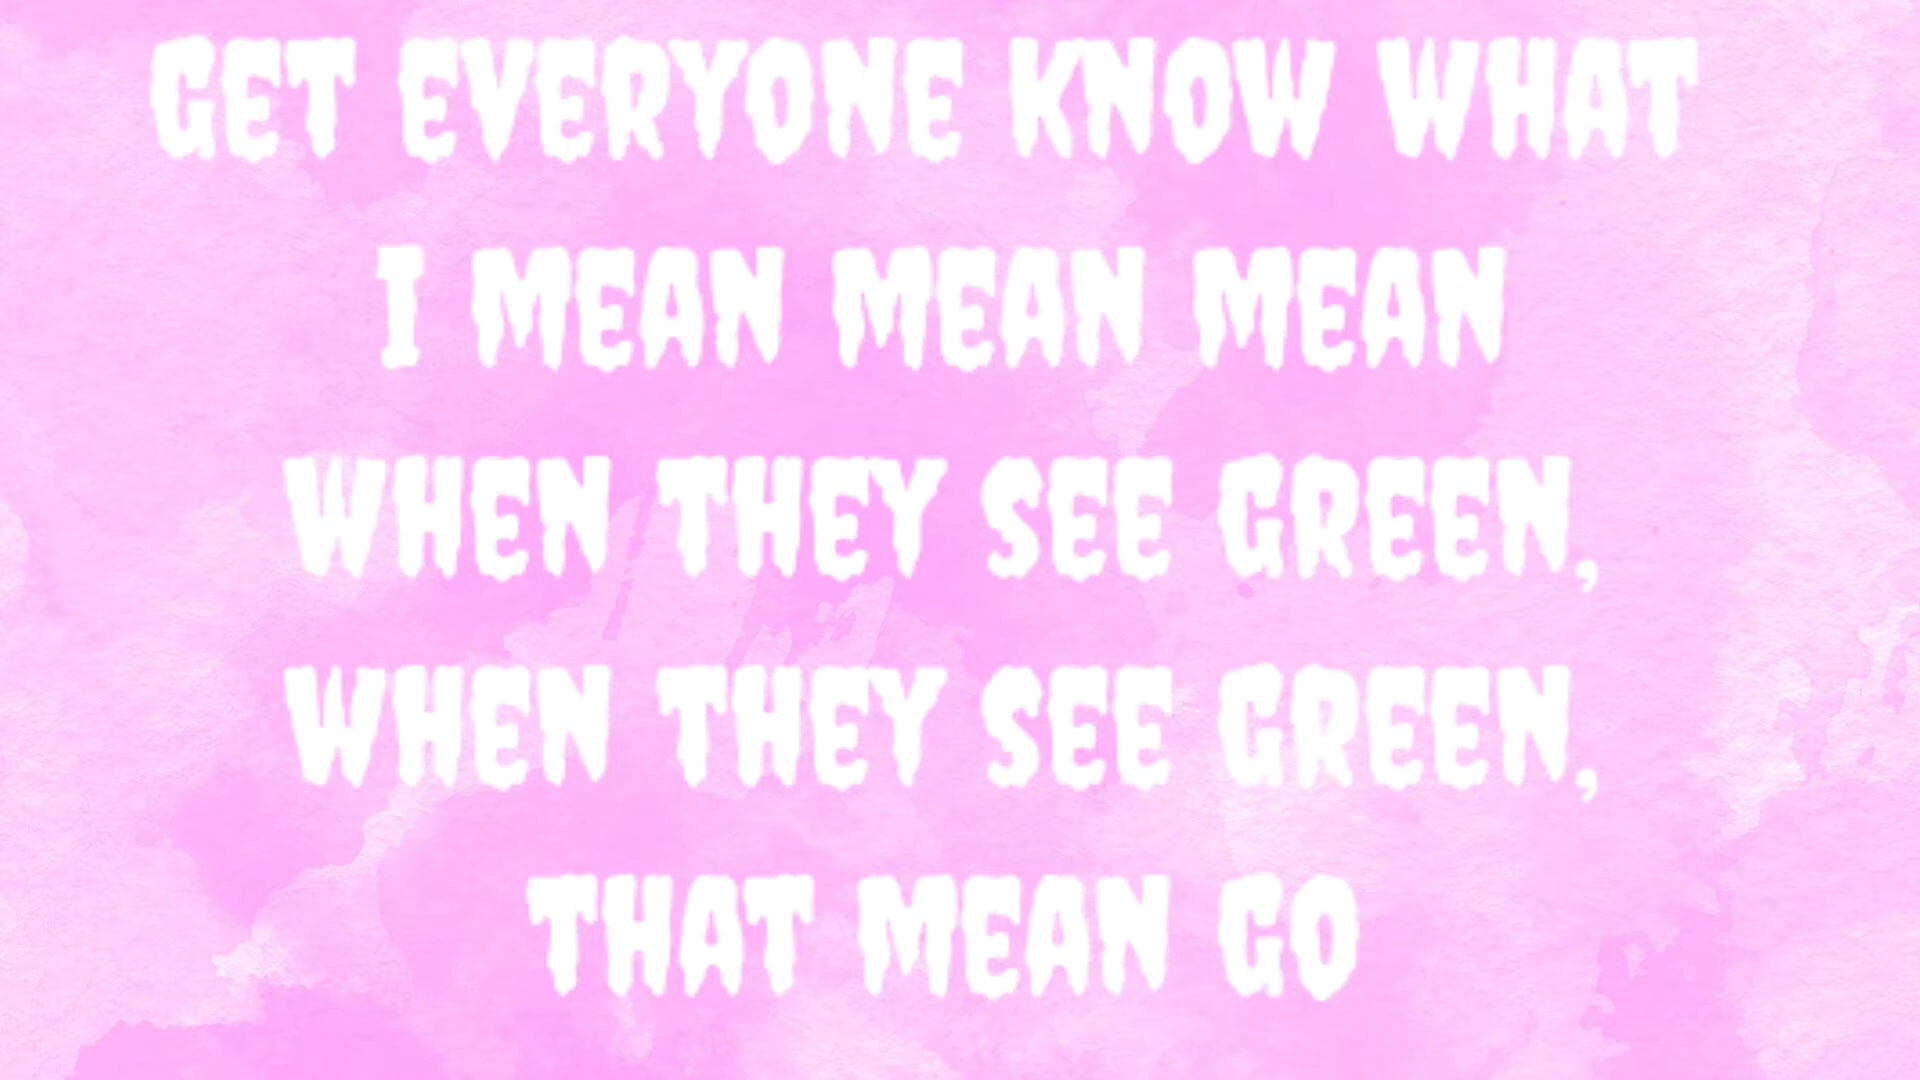 GET EVERYONE KNOW WHAT
I MEAN MEAN MEAN
WHEN THEY SEE GREEN,
WHEN THEY SEE GREEN,
THAT MEAN GO